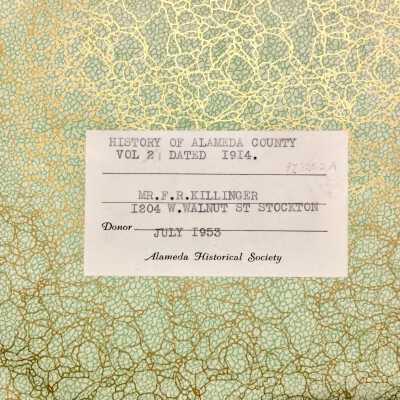 HISTORY OF ALAMEDA COUNTY
VOL 2 DATED 1914.
MR.F.R.KILLINGER
1204 W.WALNUT ST STOCKTON
Donor
JULY 1953
Alameda Historical Society